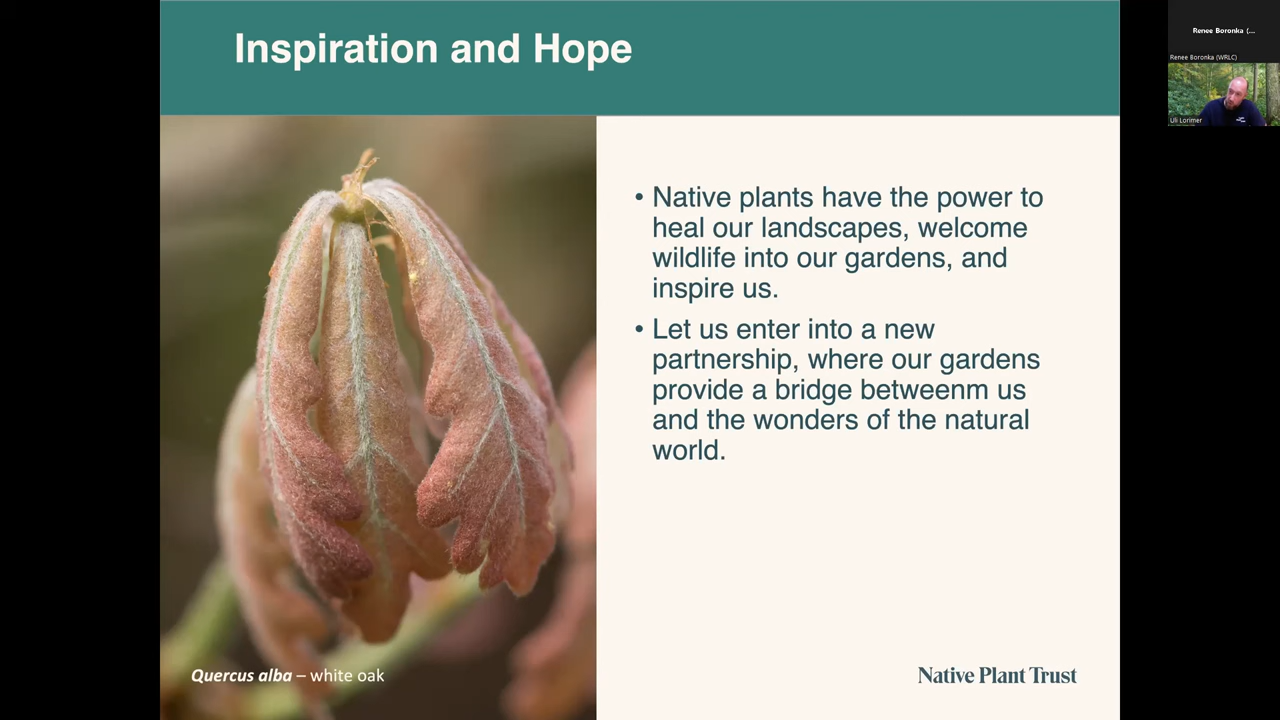 Inspiration and Hope
Renee Boronka (...
Renee Boronka (WRLC)
Uli Lorimer
• Native plants have the power to
heal our landscapes, welcome
wildlife into our gardens, and
inspire us.
• Let us enter into a new
partnership, where our gardens
provide a bridge betweenm us
and the wonders of the natural
world.
Quercus alba – white oak
Native Plant Trust